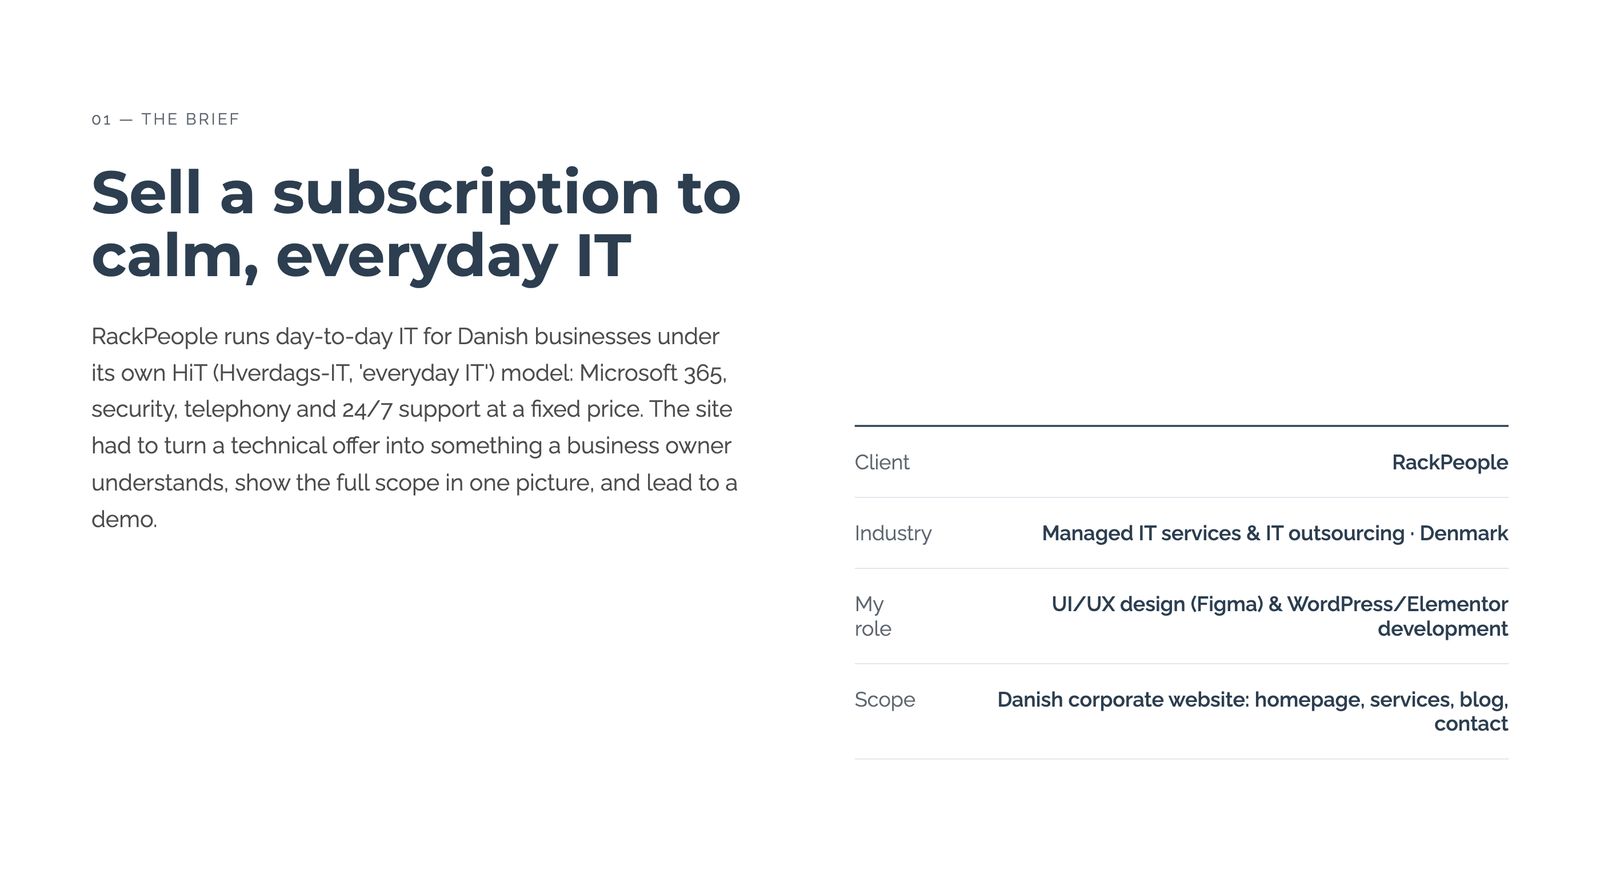 01 — THE BRIEF
Sell a subscription to
calm, everyday IT
RackPeople runs day-to-day IT for Danish businesses under
its own HiT (Hverdags-IT, 'everyday IT') model: Microsoft 365,
security, telephony and 24/7 support at a fixed price. The site
had to turn a technical offer into something a business owner
understands, show the full scope in one picture, and lead to a
demo.
Client RackPeople
Industry Managed IT services & IT outsourcing · Denmark
My UI/UX design (Figma) & WordPress/Elementor
role development
Scope Danish corporate website: homepage, services, blog,
contact